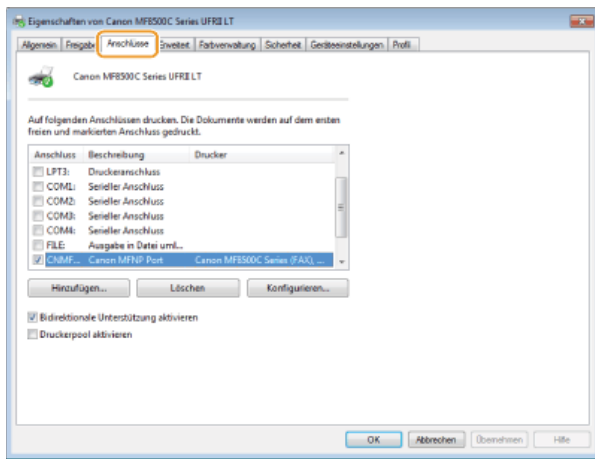 Eigenschaften von Canon MF8500C Series UFRII LT
Allgemein Freigabe Anschlüsse Erweitert Farbverwaltung Sicherheit Geräteeinstellungen Profil
Canon MF8500C Series UFRII LT
Auf folgenden Anschlüssen drucken. Die Dokumente werden auf dem ersten
freien und markierten Anschluss gedruckt.
Anschluss Beschreibung Drucker
LPT3: Druckeranschluss
COM1: Serieller Anschluss
COM2: Serieller Anschluss
COM3: Serieller Anschluss
COM4: Serieller Anschluss
FILE: Ausgabe in Datei uml...
CNMF... Canon MFNP Port Canon MF8500C Series (FAX), ...
Hinzufügen... Löschen Konfigurieren...
Bidirektionale Unterstützung aktivieren
Druckerpool aktivieren
OK Abbrechen Übernehmen Hilfe